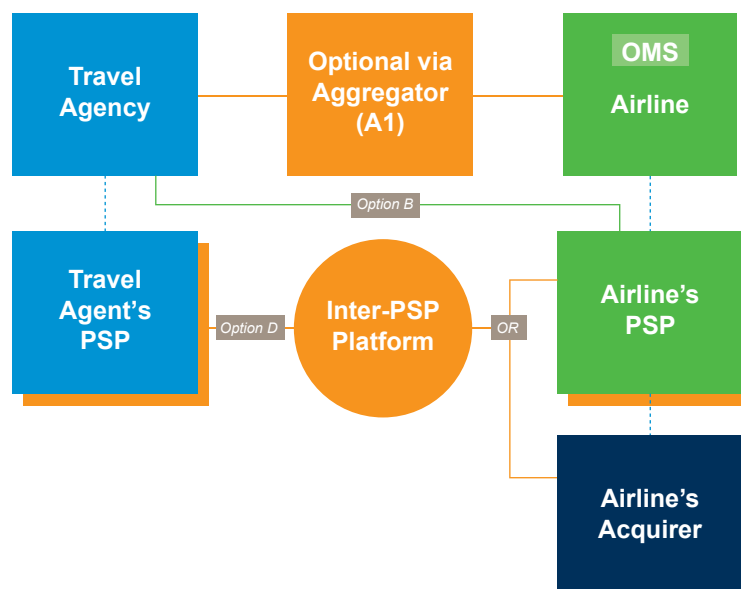 Travel
Agency
Optional via
Aggregator
(A1)
OMS
Airline
Option B
Travel
Agent’s
PSP
Option D
Inter-PSP
Platform
OR
Airline’s
PSP
Airline’s
Acquirer